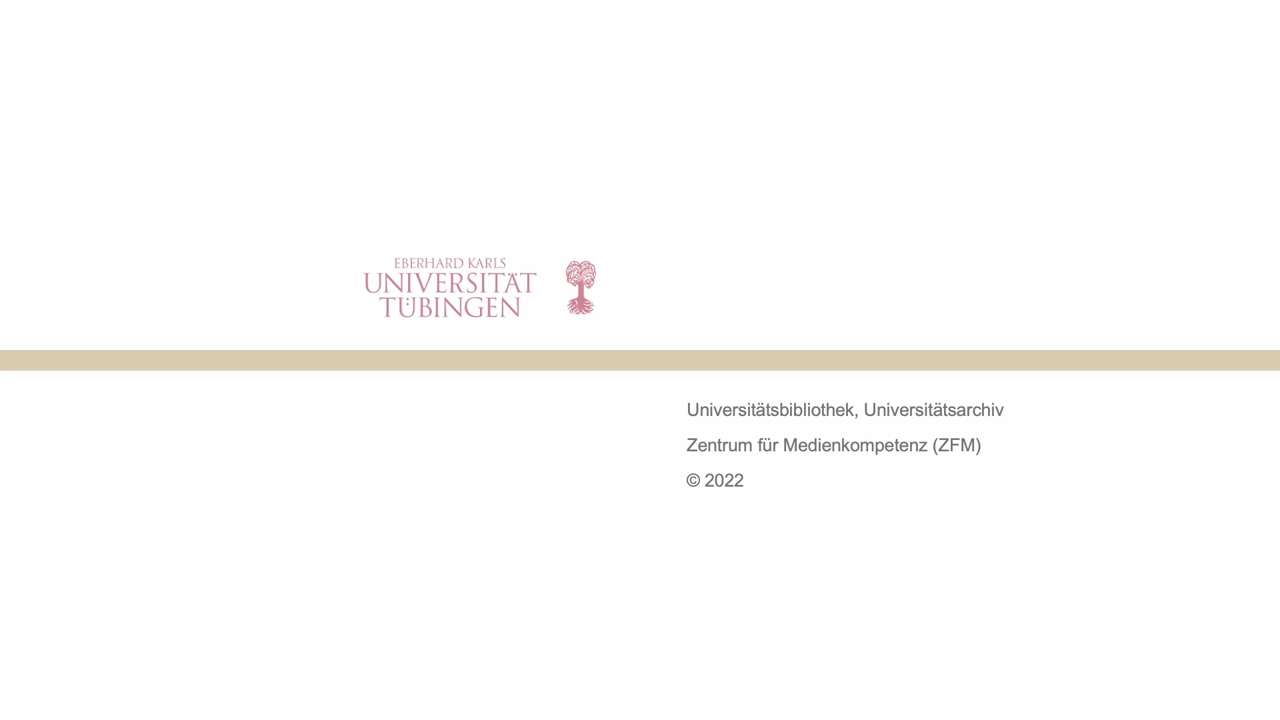 EBERHARD KARLS
UNIVERSITÄT
TÜBINGEN
Universitätsbibliothek, Universitätsarchiv
Zentrum für Medienkompetenz (ZFM)
© 2022